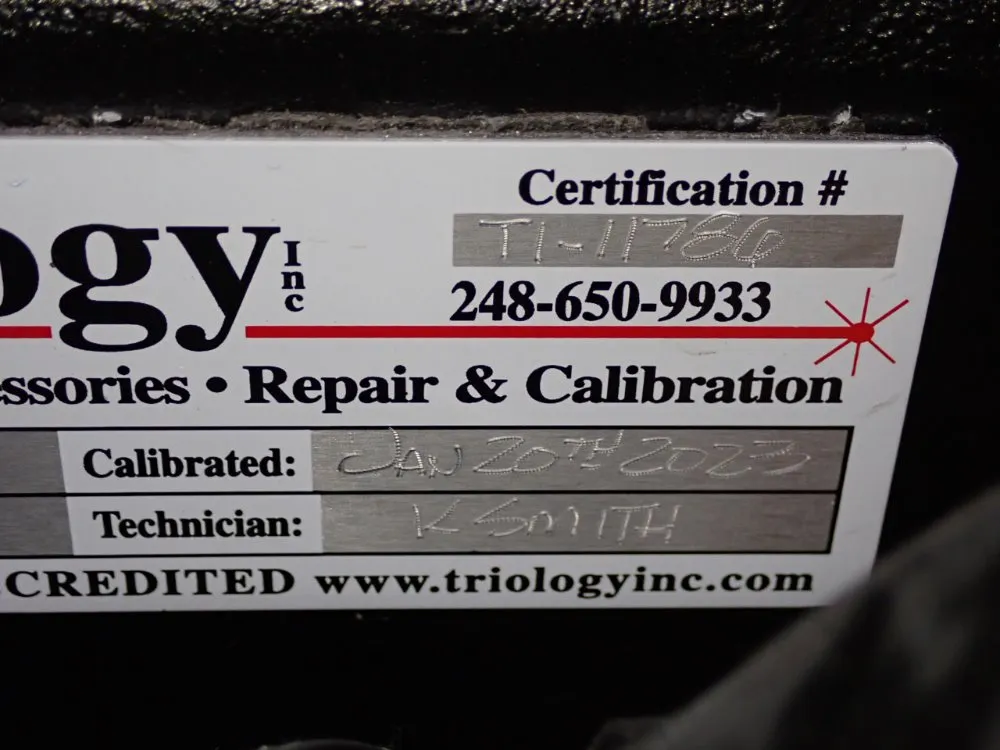 ogy Inc
Certification #
TI-11786
248-650-9933
essories • Repair & Calibration
Calibrated: JAN 20TH 2023
Technician: K SMITH
CREDITED www.triologyinc.com